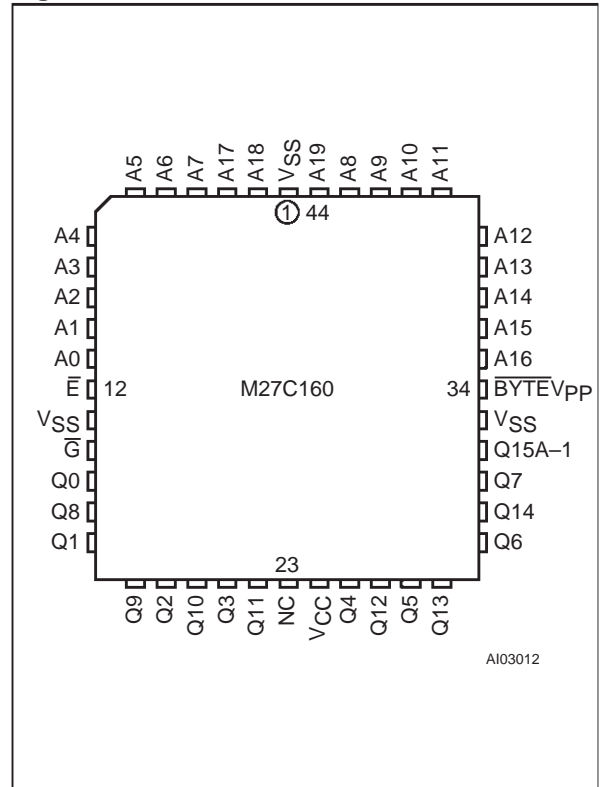 A5 A6 A7 A17 A18 VSS A19 A8 A9 A10 A11
1 44
A4 A12
A3 A13
A2 A14
A1 A15
A0 A16
E̅ 12 M27C160 34 B̅Y̅T̅E̅VPP
VSS VSS
G̅ Q15A–1
Q0 Q7
Q8 Q14
Q1 Q6
23
Q9 Q2 Q10 Q3 Q11 NC VCC Q4 Q12 Q5 Q13
AI03012